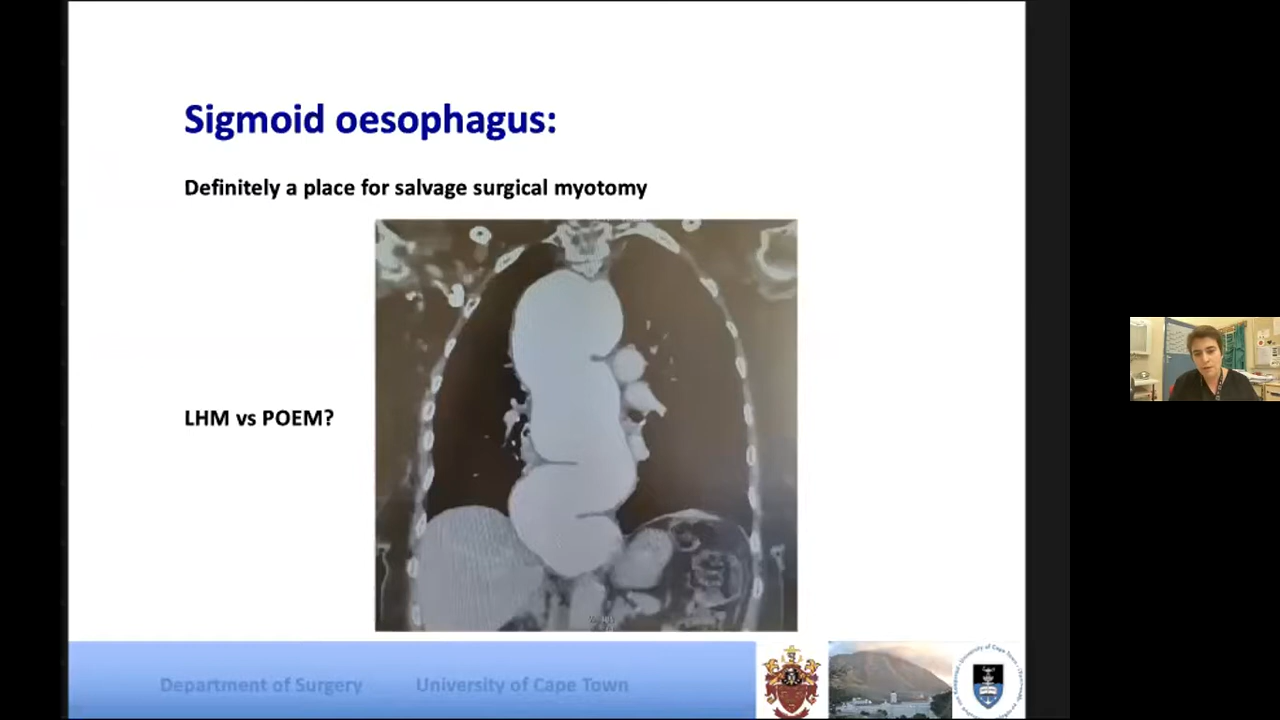 Sigmoid oesophagus:
Definitely a place for salvage surgical myotomy
LHM vs POEM?
Department of Surgery University of Cape Town